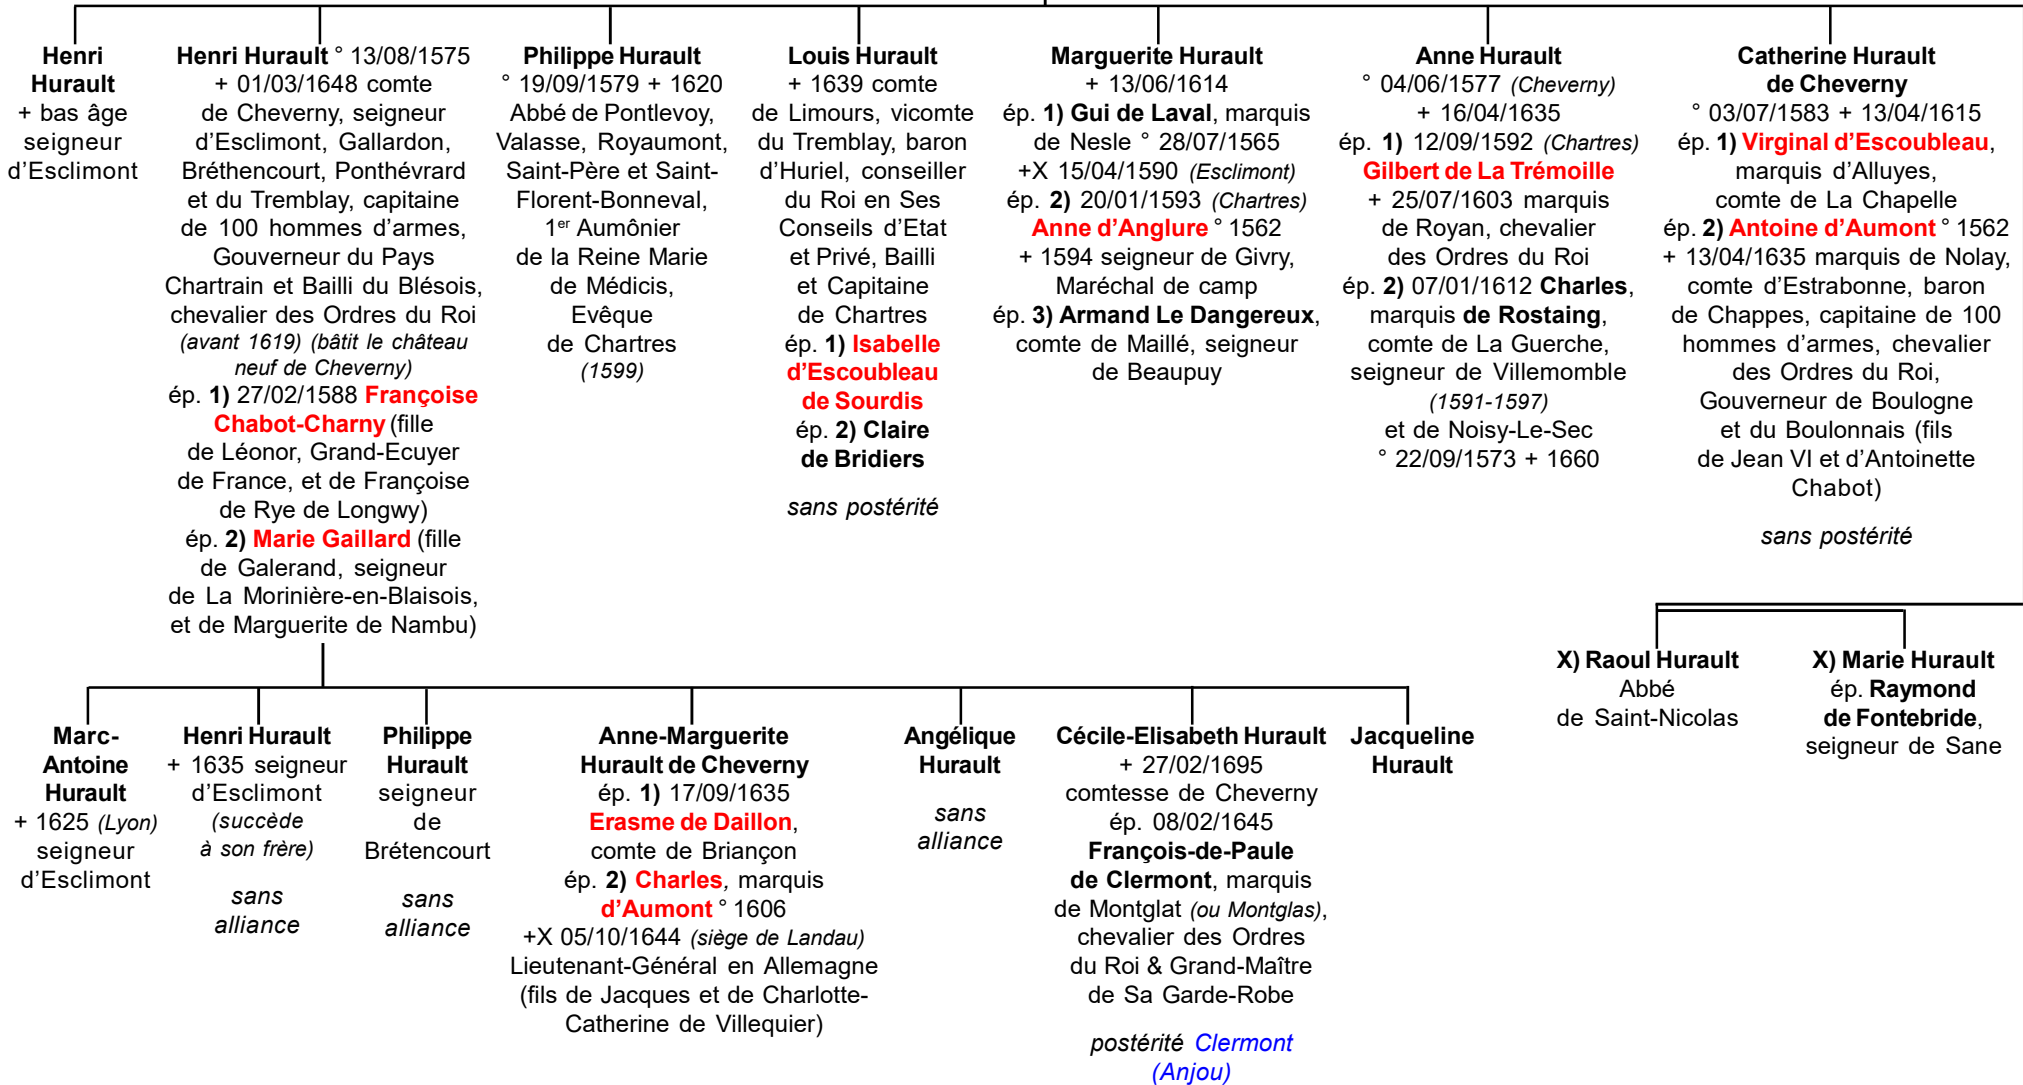 Henri
Hurault
+ bas âge
seigneur
d'Esclimont
Henri Hurault ° 13/08/1575
+ 01/03/1648 comte
de Cheverny, seigneur
d'Esclimont, Gallardon,
Bréthencourt, Ponthévrard
et du Tremblay, capitaine
de 100 hommes d'armes,
Gouverneur du Pays
Chartrain et Bailli du Blésois,
chevalier des Ordres du Roi
(avant 1619) (bâtit le château
neuf de Cheverny)
ép. 1) 27/02/1588 Françoise
Chabot-Charny (fille
de Léonor, Grand-Ecuyer
de France, et de Françoise
de Rye de Longwy)
ép. 2) Marie Gaillard (fille
de Galerand, seigneur
de La Morinière-en-Blaisois,
et de Marguerite de Nambu)
Philippe Hurault
° 19/09/1579 + 1620
Abbé de Pontlevoy,
Valasse, Royaumont,
Saint-Père et Saint-
Florent-Bonneval,
1er Aumônier
de la Reine Marie
de Médicis,
Evêque
de Chartres
(1599)
Louis Hurault
+ 1639 comte
de Limours, vicomte
du Tremblay, baron
d'Huriel, conseiller
du Roi en Ses
Conseils d'Etat
et Privé, Bailli
et Capitaine
de Chartres
ép. 1) Isabelle
d'Escoubleau
de Sourdis
ép. 2) Claire
de Bridiers
sans postérité
Marguerite Hurault
+ 13/06/1614
ép. 1) Gui de Laval, marquis
de Nesle ° 28/07/1565
+X 15/04/1590 (Esclimont)
ép. 2) 20/01/1593 (Chartres)
Anne d'Anglure ° 1562
+ 1594 seigneur de Givry,
Maréchal de camp
ép. 3) Armand Le Dangereux,
comte de Maillé, seigneur
de Beaupuy
Anne Hurault
° 04/06/1577 (Cheverny)
+ 16/04/1635
ép. 1) 12/09/1592 (Chartres)
Gilbert de La Trémoille
+ 25/07/1603 marquis
de Royan, chevalier
des Ordres du Roi
ép. 2) 07/01/1612 Charles,
marquis de Rostaing,
comte de La Guerche,
seigneur de Villemomble
(1591-1597)
et de Noisy-Le-Sec
° 22/09/1573 + 1660
Catherine Hurault
de Cheverny
° 03/07/1583 + 13/04/1615
ép. 1) Virginal d'Escoubleau,
marquis d'Alluyes,
comte de La Chapelle
ép. 2) Antoine d'Aumont ° 1562
+ 13/04/1635 marquis de Nolay,
comte d'Estrabonne, baron
de Chappes, capitaine de 100
hommes d'armes, chevalier
des Ordres du Roi,
Gouverneur de Boulogne
et du Boulonnais (fils
de Jean VI et d'Antoinette
Chabot)
sans postérité
X) Raoul Hurault
Abbé
de Saint-Nicolas
X) Marie Hurault
ép. Raymond
de Fontebride,
seigneur de Sane
Marc-
Antoine
Hurault
+ 1625 (Lyon)
seigneur
d'Esclimont
Henri Hurault
+ 1635 seigneur
d'Esclimont
(succède
à son frère)
sans
alliance
Philippe
Hurault
seigneur
de
Brétencourt
sans
alliance
Anne-Marguerite
Hurault de Cheverny
ép. 1) 17/09/1635
Erasme de Daillon,
comte de Briançon
ép. 2) Charles, marquis
d'Aumont ° 1606
+X 05/10/1644 (siège de Landau)
Lieutenant-Général en Allemagne
(fils de Jacques et de Charlotte-
Catherine de Villequier)
Angélique
Hurault
sans
alliance
Cécile-Elisabeth Hurault
+ 27/02/1695
comtesse de Cheverny
ép. 08/02/1645
François-de-Paule
de Clermont, marquis
de Montglat (ou Montglas),
chevalier des Ordres
du Roi & Grand-Maître
de Sa Garde-Robe
postérité Clermont
(Anjou)
Jacqueline
Hurault